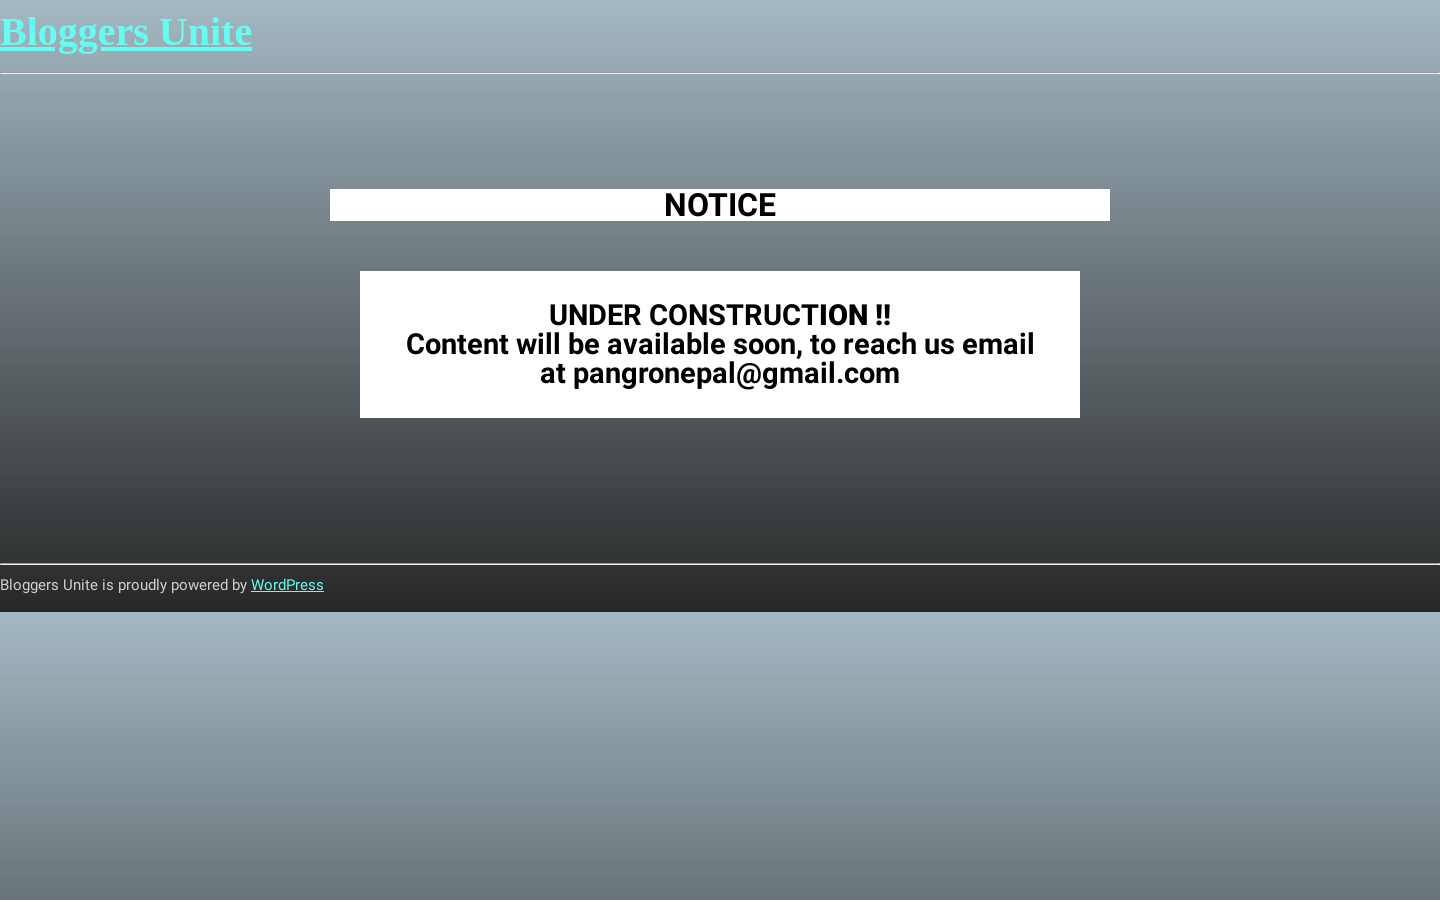 Bloggers Unite
NOTICE
UNDER CONSTRUCTION !!
Content will be available soon, to reach us email
at pangronepal@gmail.com
Bloggers Unite is proudly powered by WordPress